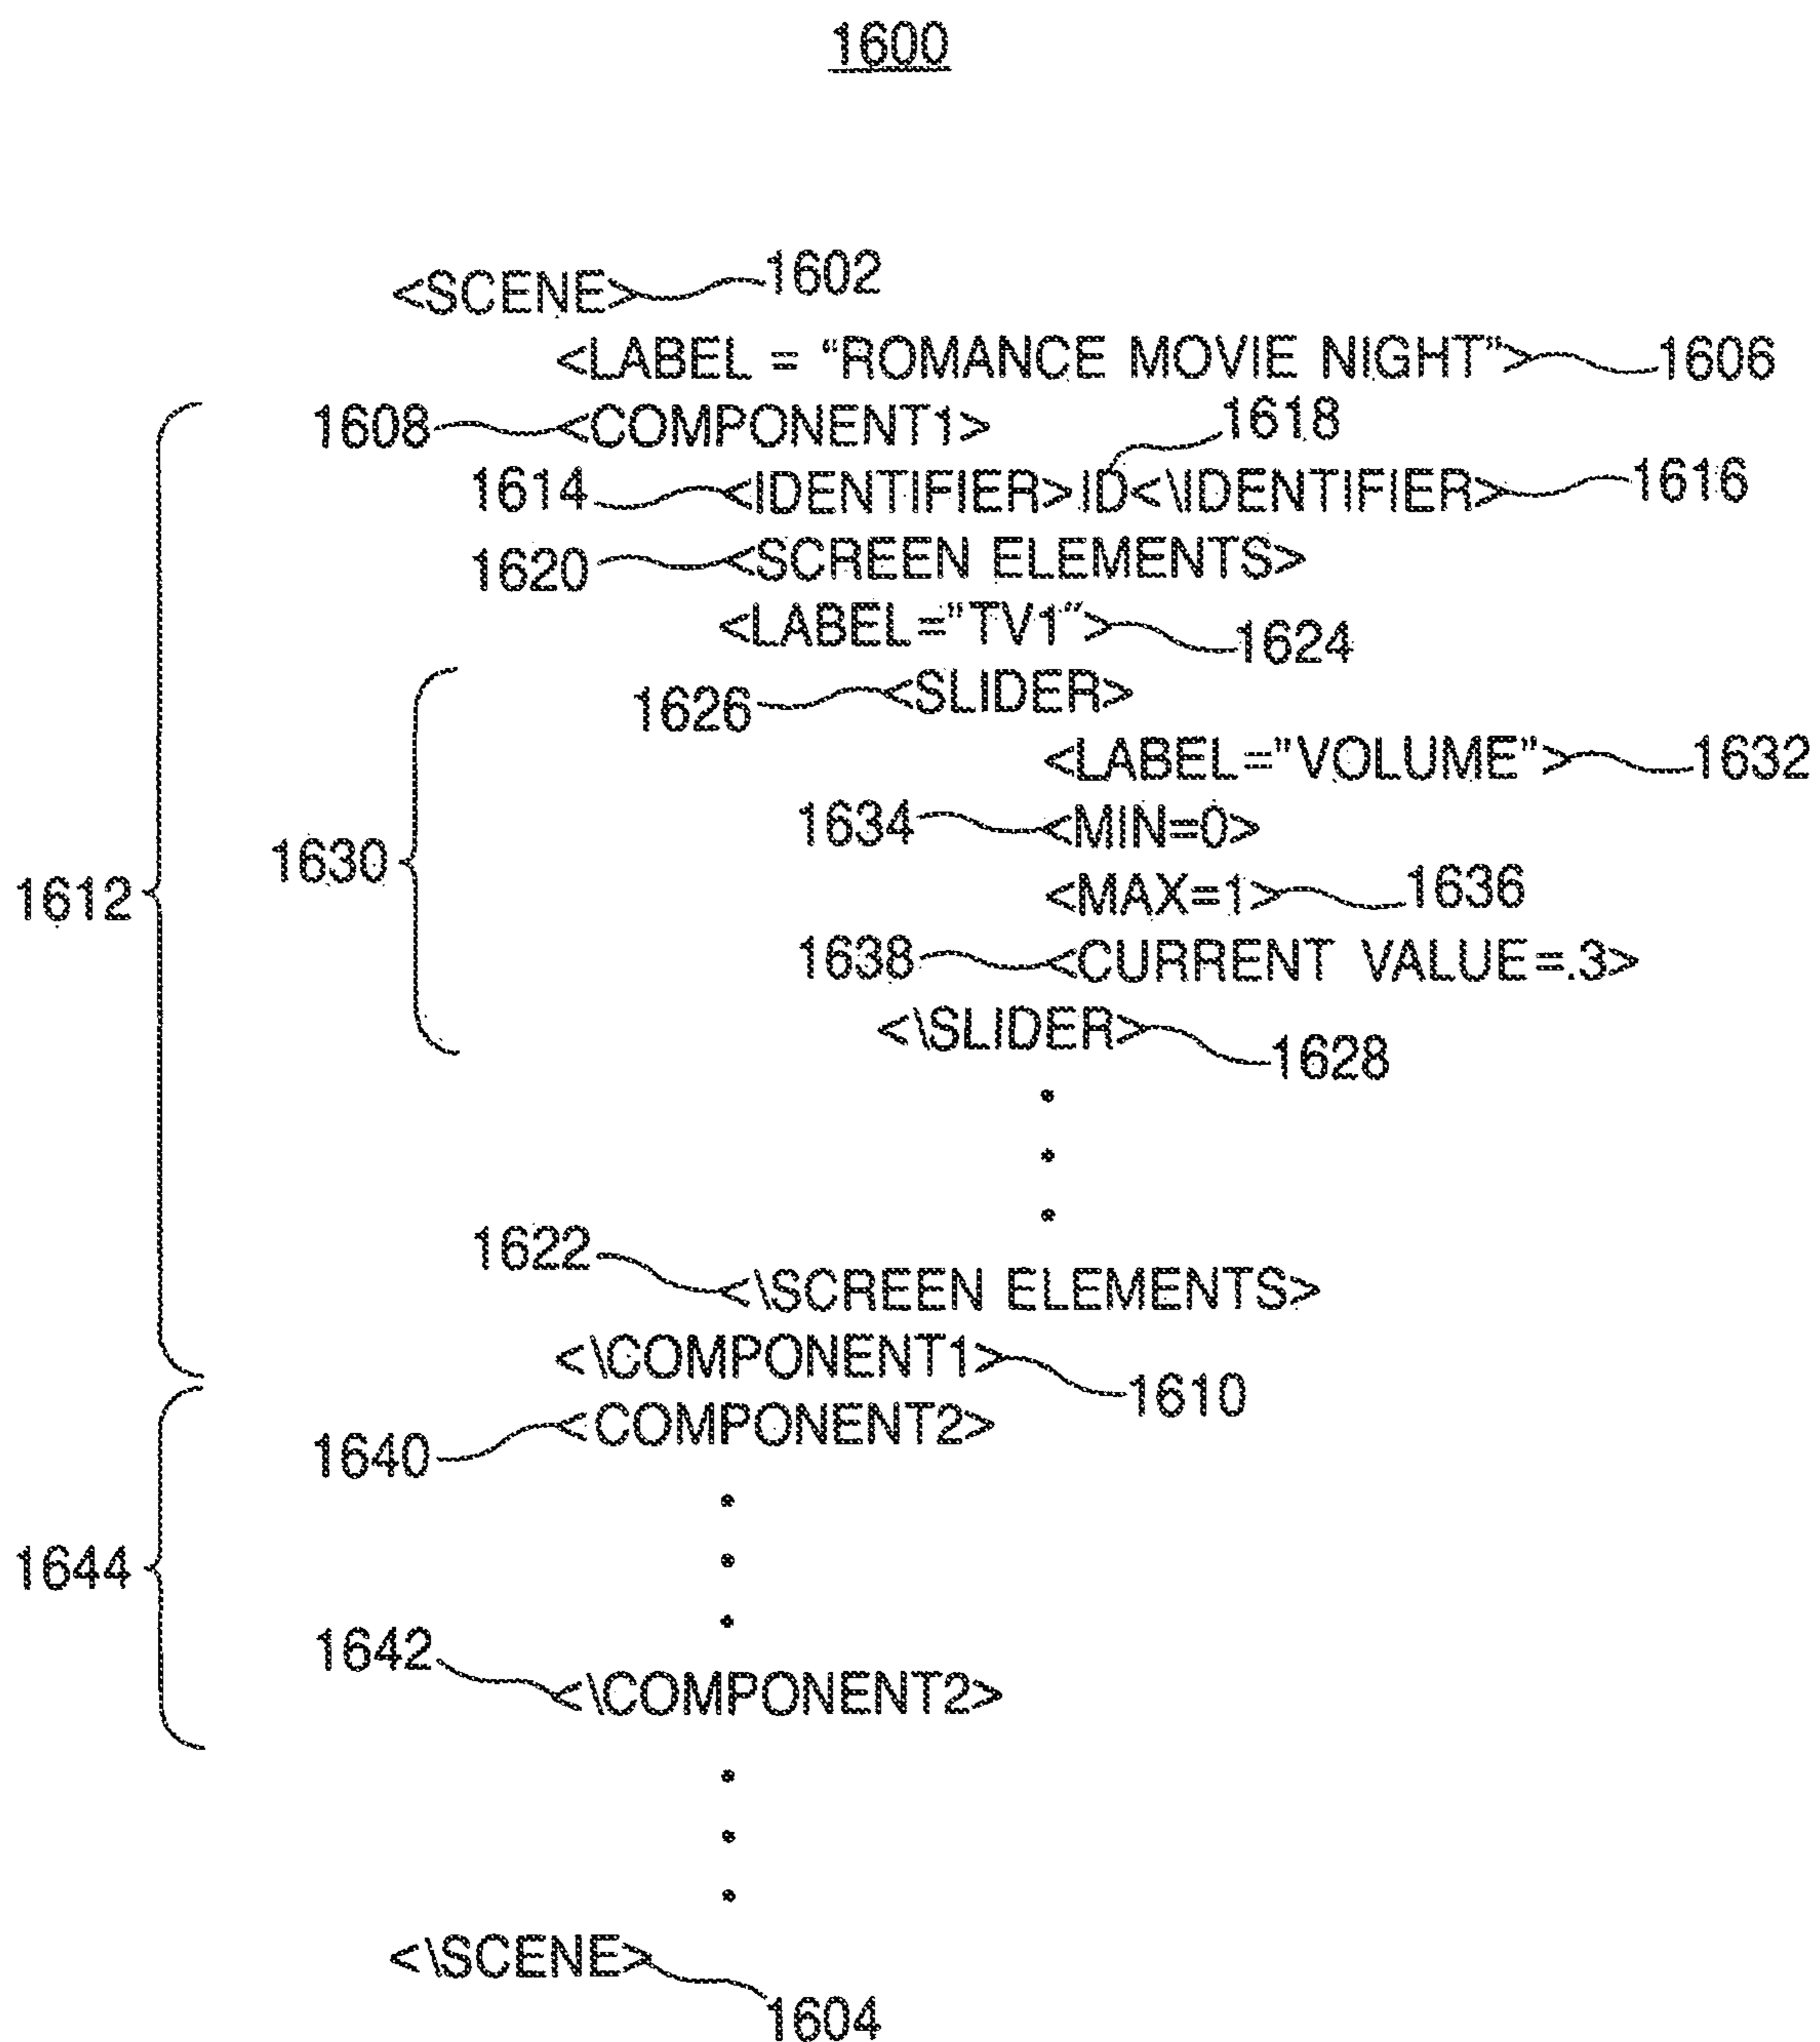 1600
<SCENE> 1602
<LABEL = “ROMANCE MOVIE NIGHT”> 1606
1608 <COMPONENT1> 1618
1614 <IDENTIFIER>ID<\IDENTIFIER> 1616
1620 <SCREEN ELEMENTS>
<LABEL=”TV1”> 1624
1626 <SLIDER>
<LABEL=”VOLUME”> 1632
1634 <MIN=0>
1630
1612 <MAX=1> 1636
1638 <CURRENT VALUE=.3>
<\SLIDER> 1628
1622 <\SCREEN ELEMENTS>
<\COMPONENT1> 1610
1640 <COMPONENT2>
1644
1642 <\COMPONENT2>
<\SCENE> 1604